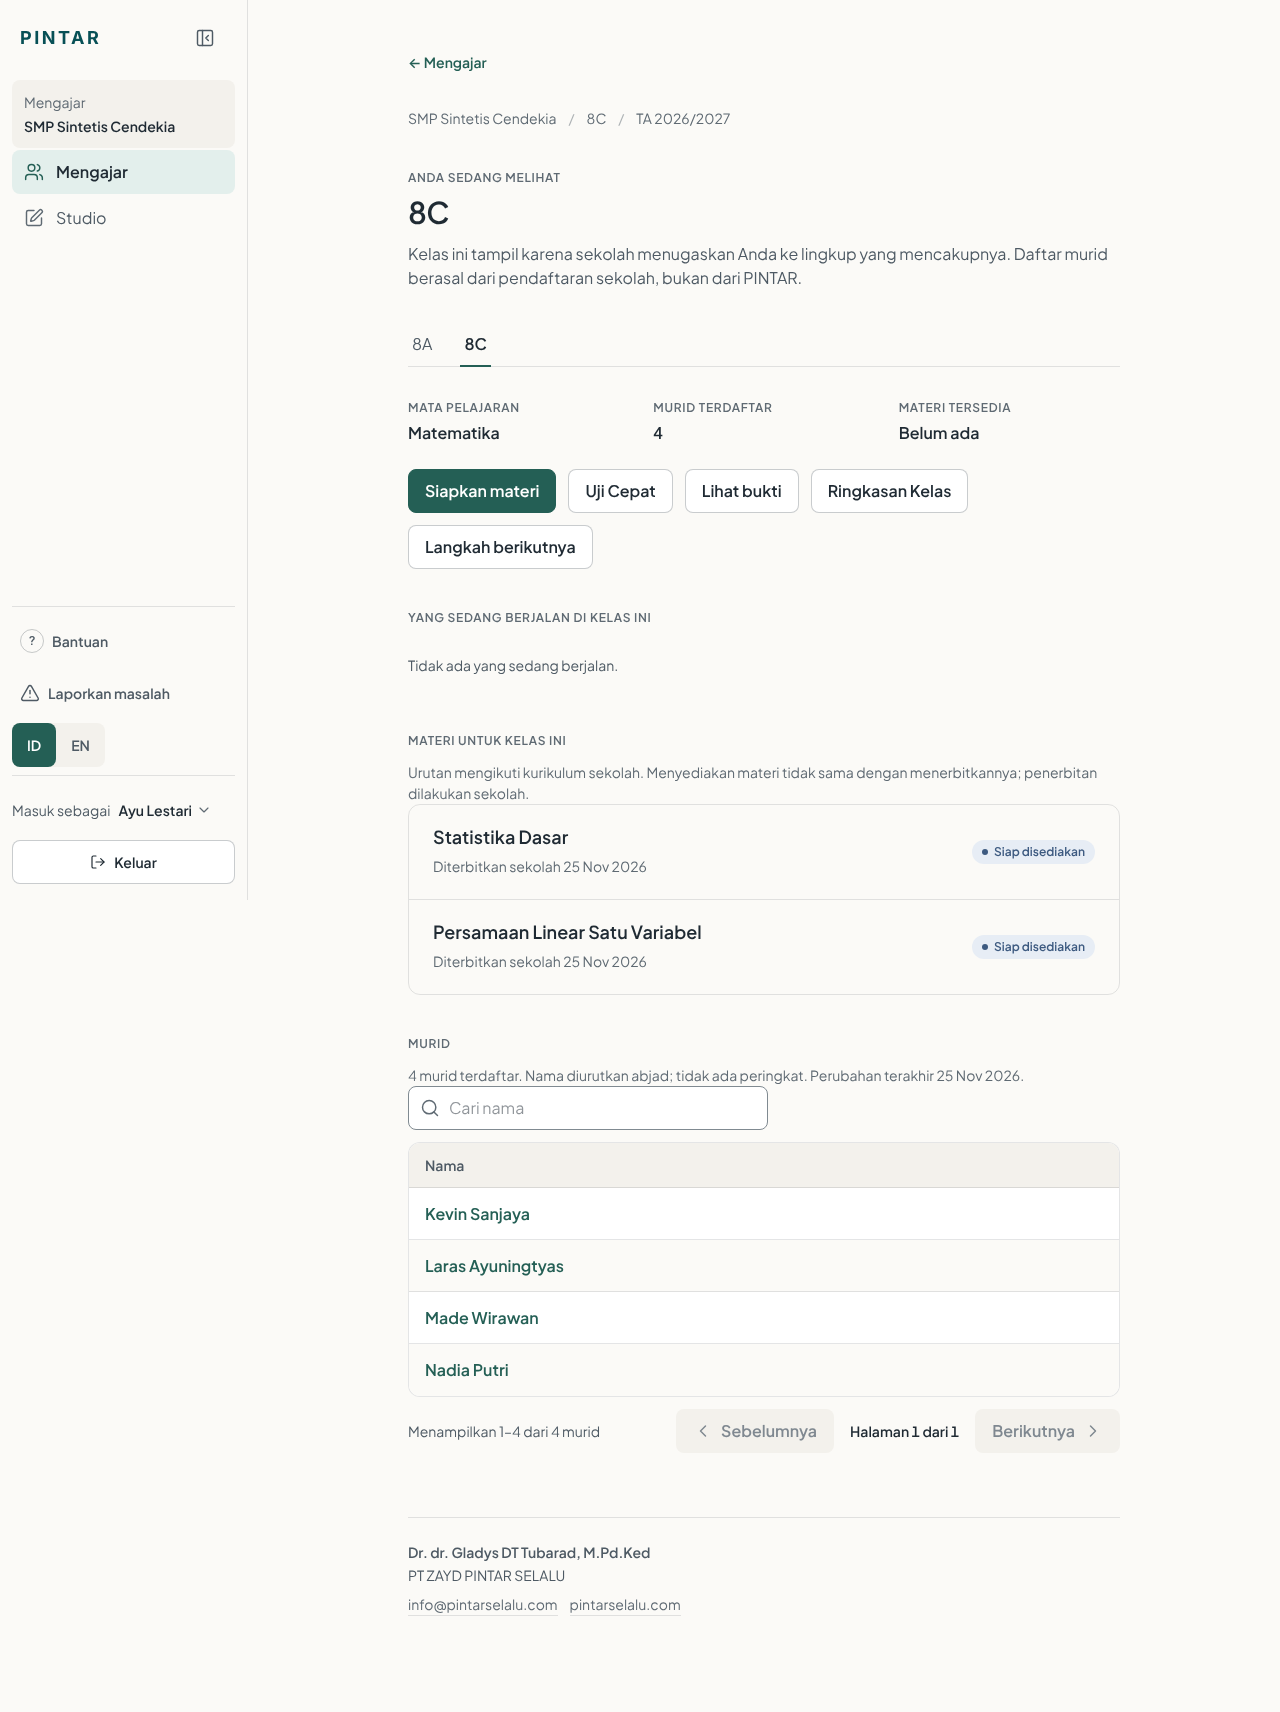 PINTAR
Mengajar
SMP Sintetis Cendekia
Mengajar
Studio
? Bantuan
Laporkan masalah
ID EN
Masuk sebagai Ayu Lestari
Keluar
← Mengajar
SMP Sintetis Cendekia / 8C / TA 2026/2027
ANDA SEDANG MELIHAT
8C
Kelas ini tampil karena sekolah menugaskan Anda ke lingkup yang mencakupnya. Daftar murid
berasal dari pendaftaran sekolah, bukan dari PINTAR.
8A 8C
MATA PELAJARAN MURID TERDAFTAR MATERI TERSEDIA
Matematika 4 Belum ada
Siapkan materi Uji Cepat Lihat bukti Ringkasan Kelas
Langkah berikutnya
YANG SEDANG BERJALAN DI KELAS INI
Tidak ada yang sedang berjalan.
MATERI UNTUK KELAS INI
Urutan mengikuti kurikulum sekolah. Menyediakan materi tidak sama dengan menerbitkannya; penerbitan
dilakukan sekolah.
Statistika Dasar
Diterbitkan sekolah 25 Nov 2026
Siap disediakan
Persamaan Linear Satu Variabel
Diterbitkan sekolah 25 Nov 2026
Siap disediakan
MURID
4 murid terdaftar. Nama diurutkan abjad; tidak ada peringkat. Perubahan terakhir 25 Nov 2026.
Cari nama
Nama
Kevin Sanjaya
Laras Ayuningtyas
Made Wirawan
Nadia Putri
Menampilkan 1–4 dari 4 murid Sebelumnya Halaman 1 dari 1 Berikutnya
Dr. dr. Gladys DT Tubarad, M.Pd.Ked
PT ZAYD PINTAR SELALU
info@pintarselalu.com pintarselalu.com